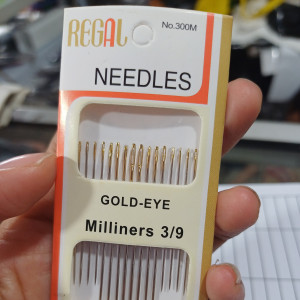 REGAL
No.300M
NEEDLES
GOLD-EYE
Milliners 3/9